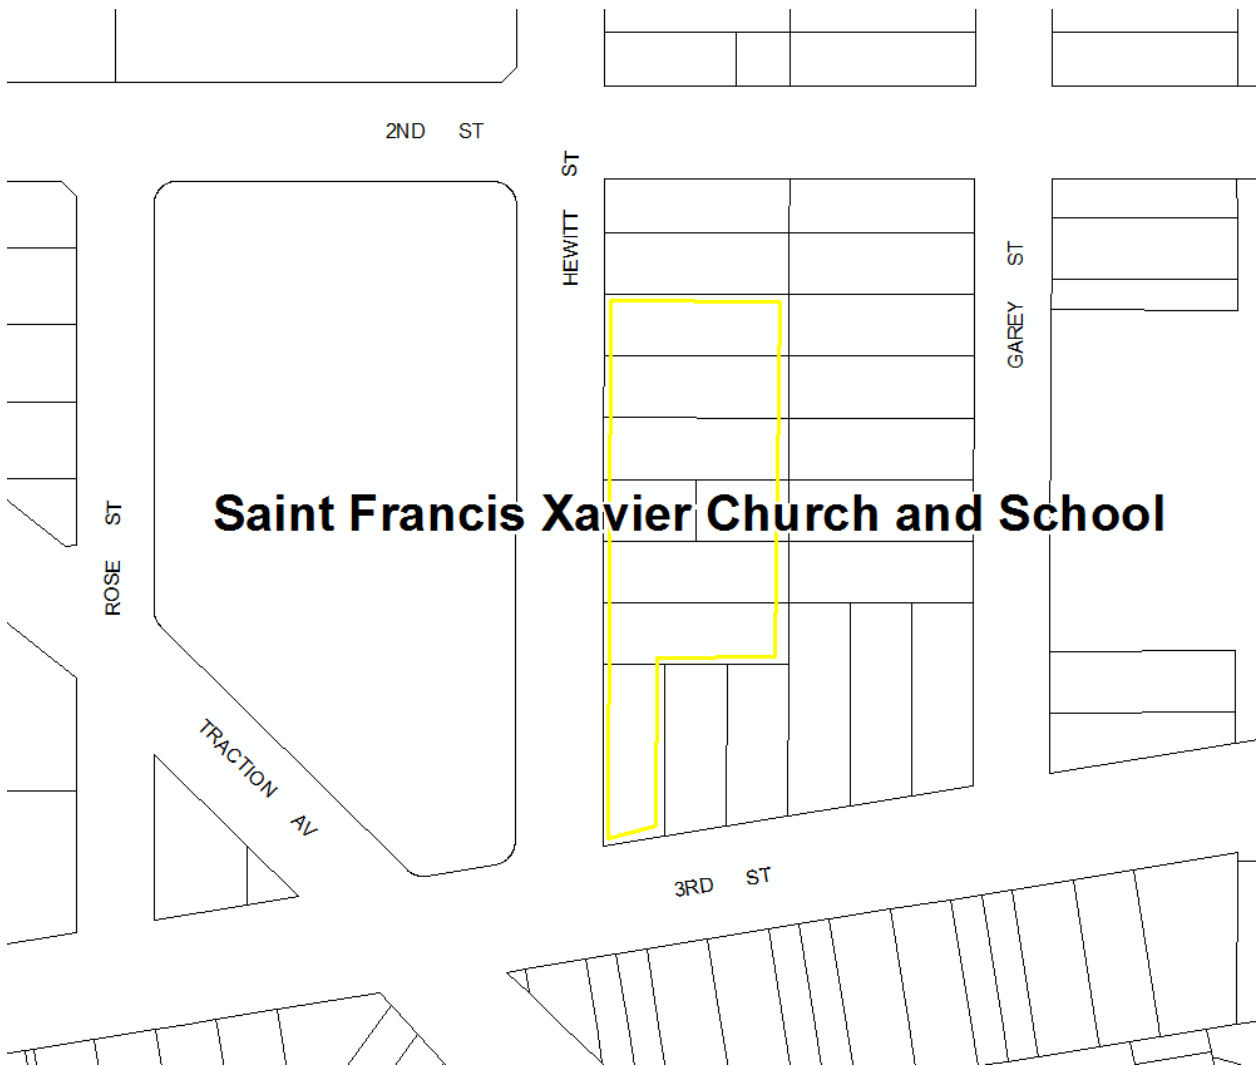 2ND ST
HEWITT ST
GAREY ST
Saint Francis Xavier Church and School
ROSE ST
TRACTION AV
3RD ST